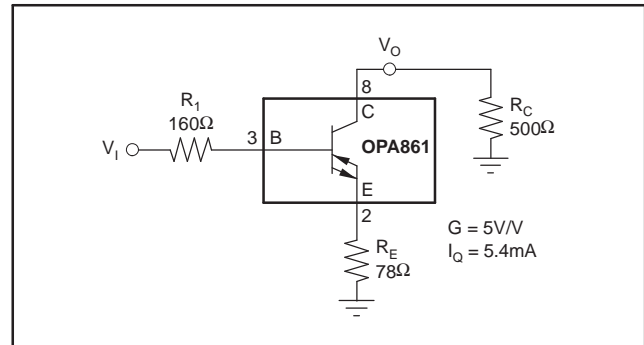 V_O
8
R_1
160Ω
R_C
500Ω
C
V_I
3 B
OPA861
E
2
G = 5V/V
I_Q = 5.4mA
R_E
78Ω